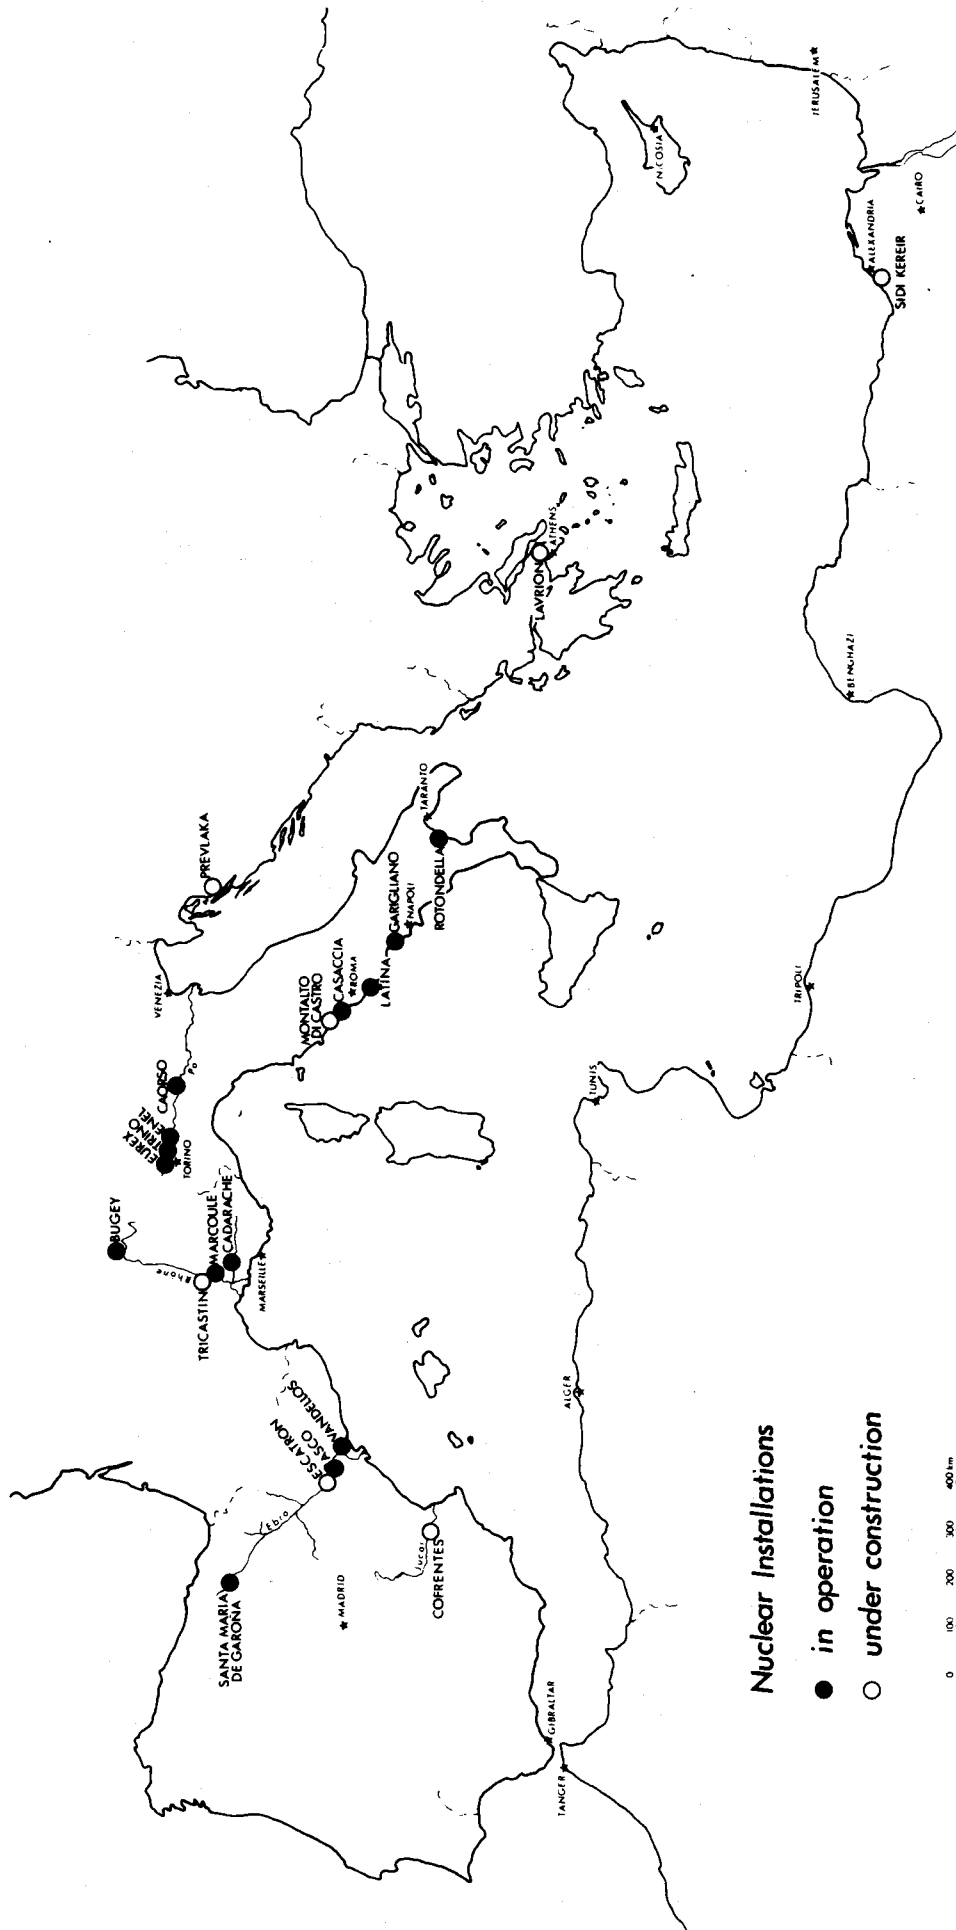 BUGEY
Rhône
TRICASTIN
MARCOULE
CADARACHE
MARSEILLE
EUREX
TRINO
ENEL
TORINO
CAORSO
Po
VENEZIA
PREVLAKA
MONTALTO
DI CASTRO
CASACCIA
ROMA
LATINA
GARIGLIANO
NAPOLI
ROTONDELLA
TARANTO
SANTA MARIA
DE GAROÑA
Ebro
ESCATRON
ASCO
VANDELLOS
MADRID
Jucar
COFRENTES
GIBRALTAR
TANGER
ALGER
TUNIS
TRIPOLI
BENGHAZI
LAVRION
ATHENS
NICOSIA
JERUSALEM
ALEXANDRIA
CAIRO
SIDI KEREIR
Nuclear Installations
in operation
under construction
0 100 200 300 400 km